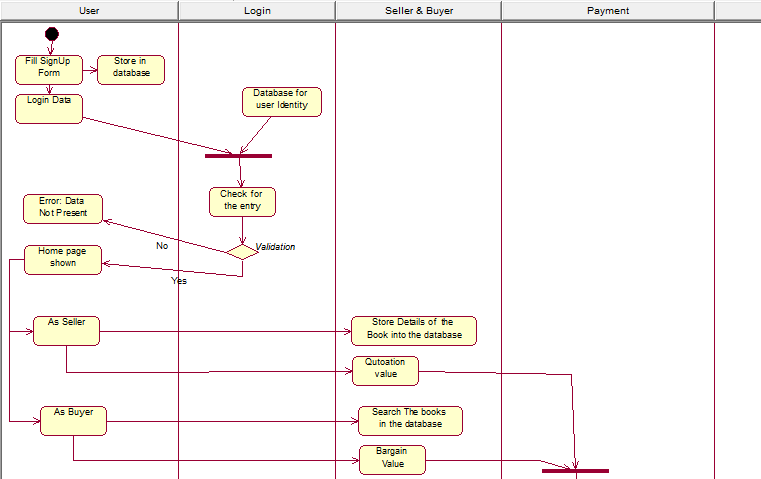 User
Login
Seller & Buyer
Payment
Fill SignUp
Form
Store in
database
Login Data
Database for
user Identity
Check for
the entry
Error: Data
Not Present
No
Validation
Home page
shown
Yes
As Seller
Store Details of the
Book into the database
Qutoation
value
As Buyer
Search The books
in the database
Bargain
Value